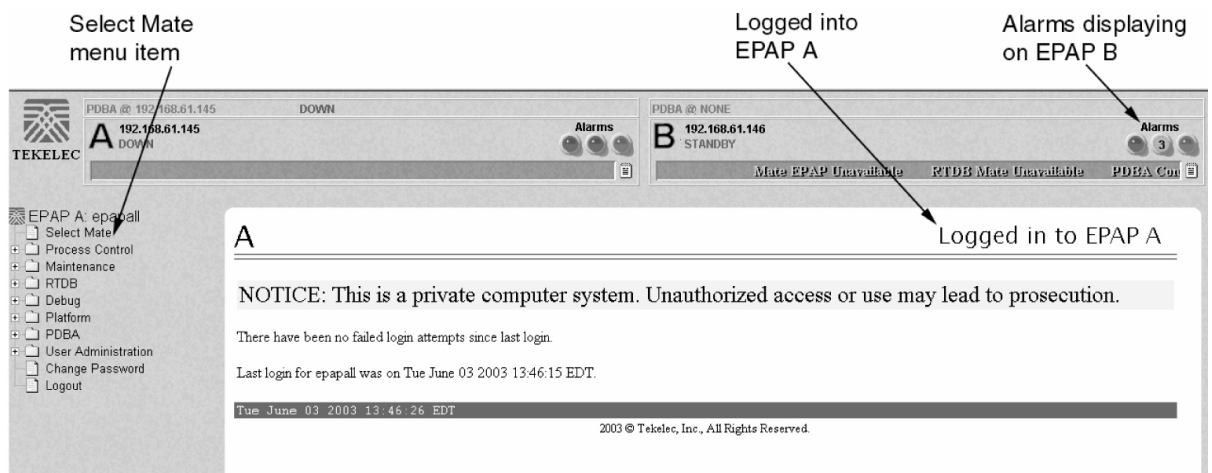 Select Mate
menu item
Logged into
EPAP A
Alarms displaying
on EPAP B
TEKELEC
PDBA @ 192.168.61.145 DOWN
A 192.168.61.145
DOWN
Alarms
PDBA @ NONE
B 192.168.61.146
STANDBY
Alarms
3
Mate EPAP Unavailable RTDB Mate Unavailable PDBA Con
EPAP A: epapall
Select Mate
Process Control
Maintenance
RTDB
Debug
Platform
PDBA
User Administration
Change Password
Logout
A
Logged in to EPAP A
NOTICE: This is a private computer system. Unauthorized access or use may lead to prosecution.
There have been no failed login attempts since last login.
Last login for epapall was on Tue June 03 2003 13:46:15 EDT.
Tue June 03 2003 13:46:26 EDT
2003 © Tekelec, Inc., All Rights Reserved.